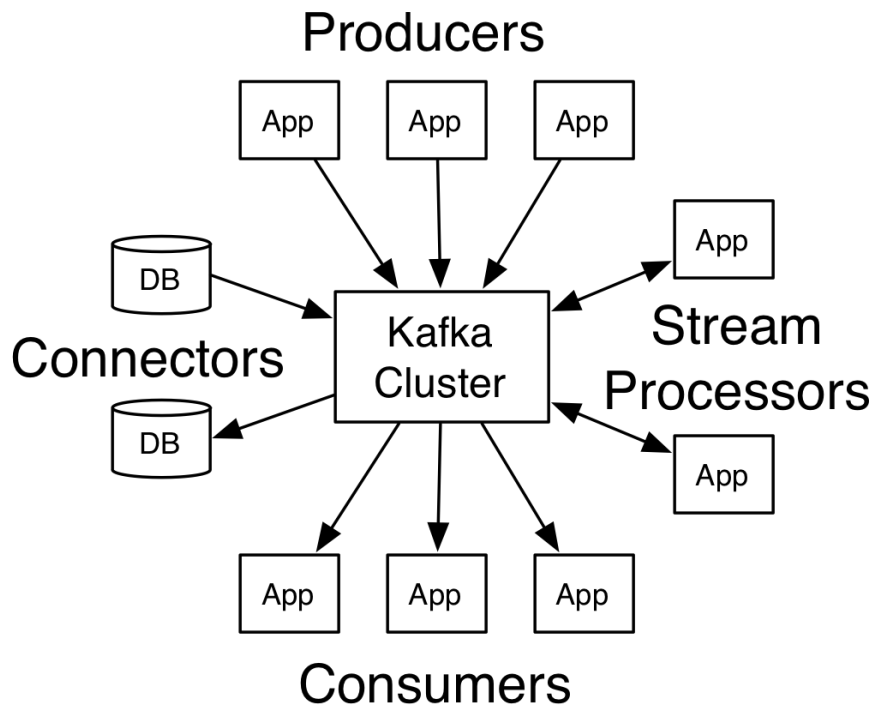 Producers
App
App
App
App
DB
Kafka
Cluster
Stream
Processors
Connectors
DB
App
App
App
App
Consumers